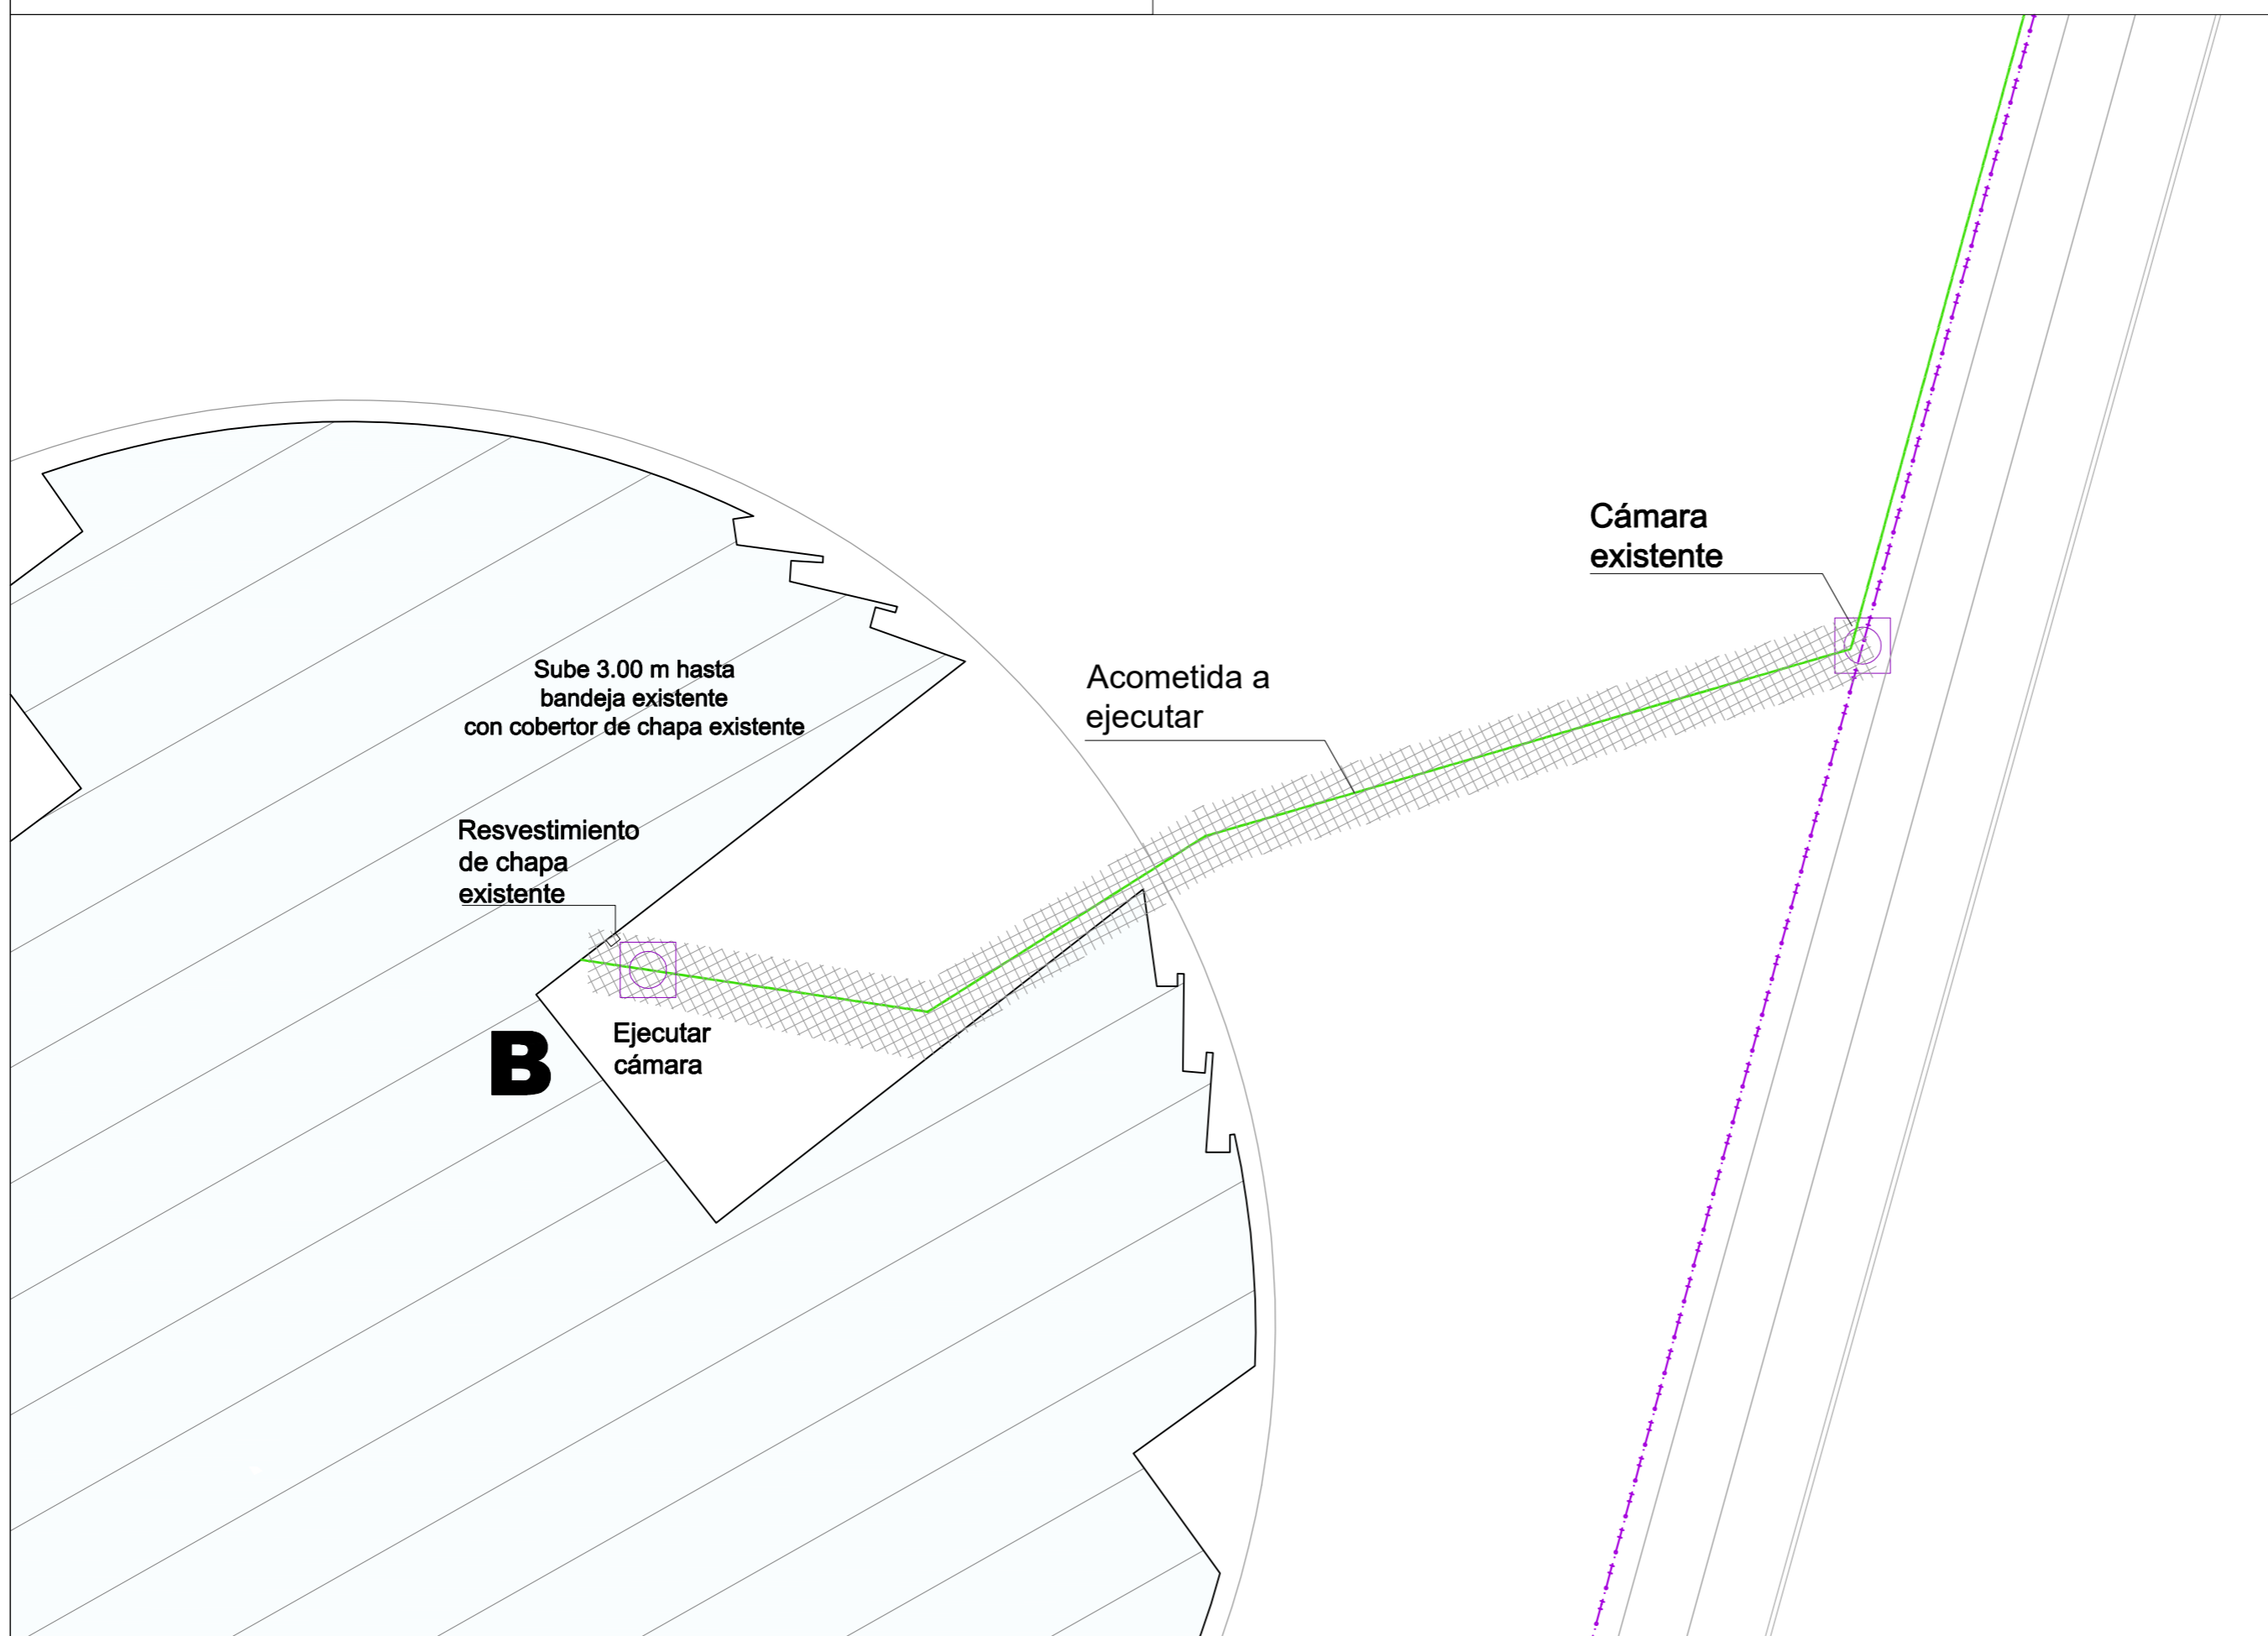 Cámara
existente
Sube 3.00 m hasta
bandeja existente
con cobertor de chapa existente
Acometida a
ejecutar
Resvestimiento
de chapa
existente
Ejecutar
cámara
B